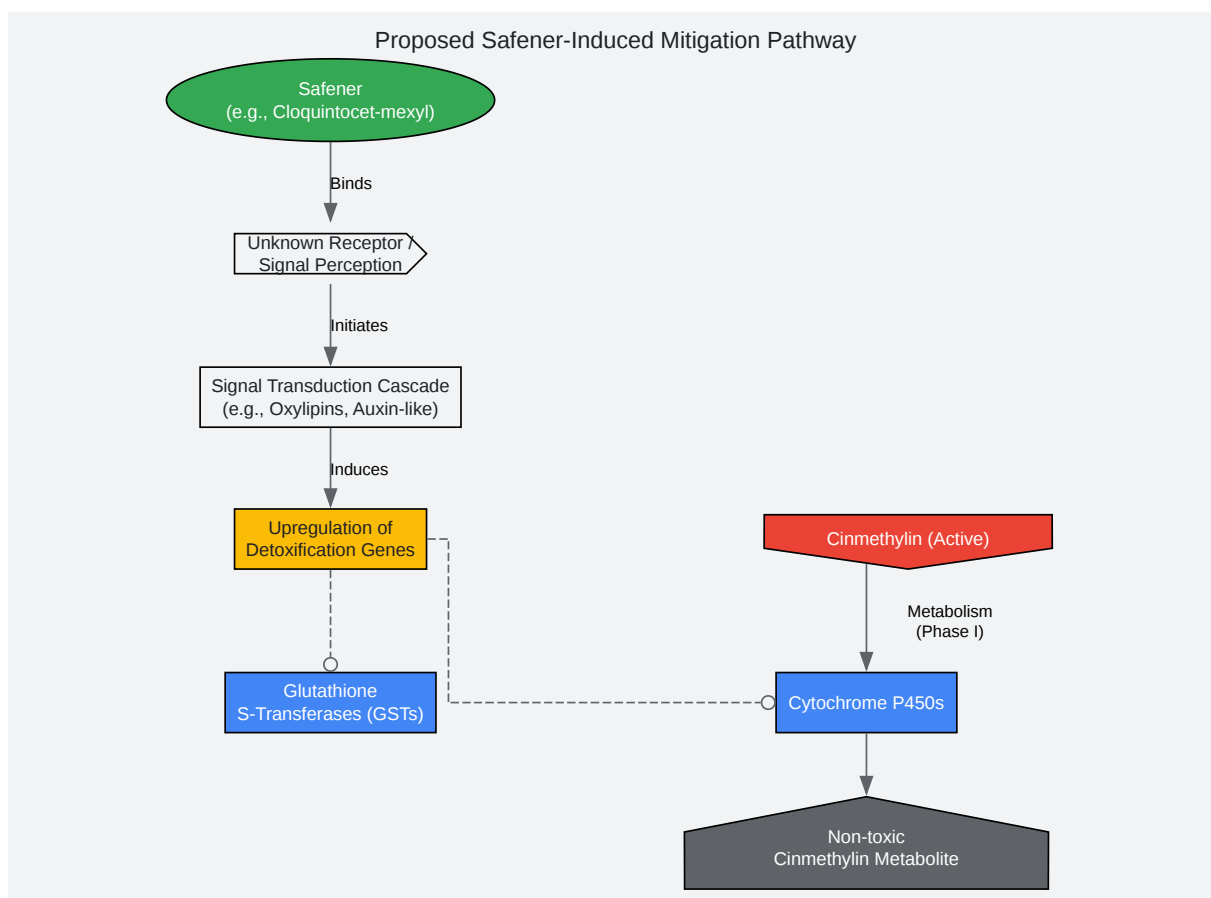 Proposed Safener-Induced Mitigation Pathway
Safener
(e.g., Cloquintocet-mexyl)
Binds
Unknown Receptor /
Signal Perception
Initiates
Signal Transduction Cascade
(e.g., Oxylipins, Auxin-like)
Induces
Upregulation of
Detoxification Genes
Cinmethylin (Active)
Metabolism
(Phase I)
Glutathione
S-Transferases (GSTs)
Cytochrome P450s
Non-toxic
Cinmethylin Metabolite